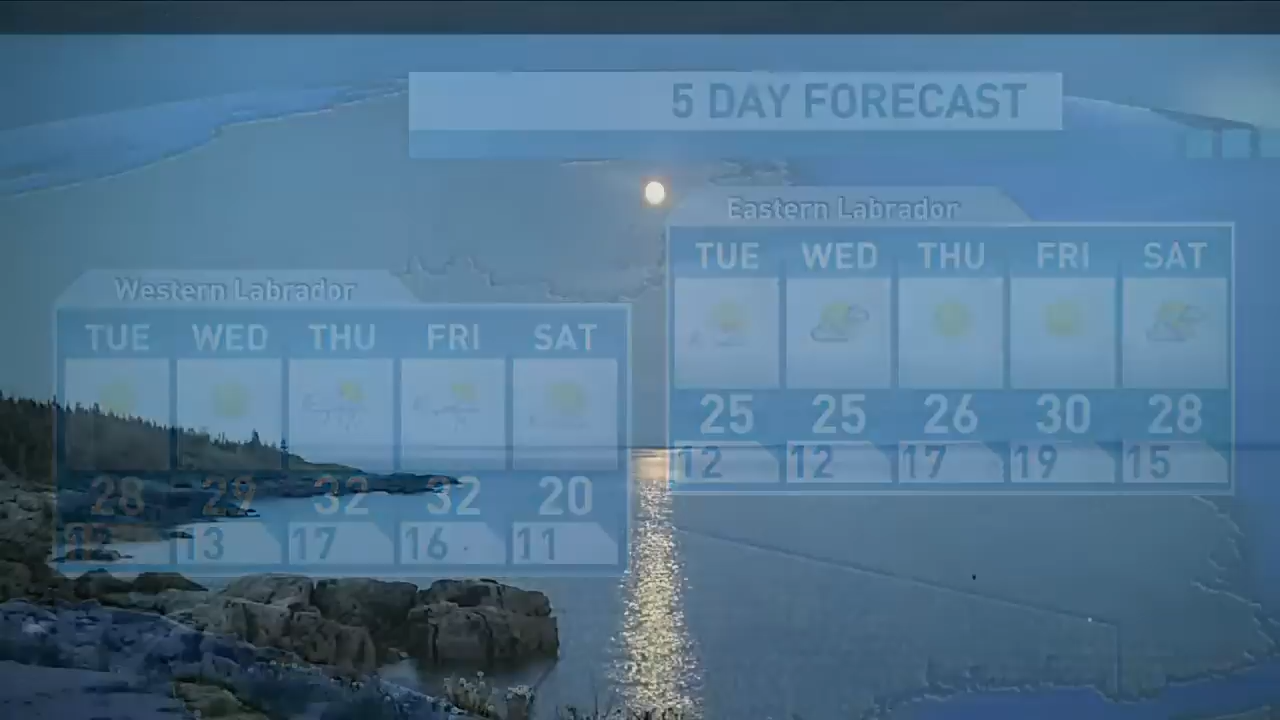 5 DAY FORECAST
Eastern Labrador
TUE WED THU FRI SAT
25 25 26 30 28
12 12 17 19 15
Western Labrador
TUE WED THU FRI SAT
28 29 32 32 20
12 13 17 16 11